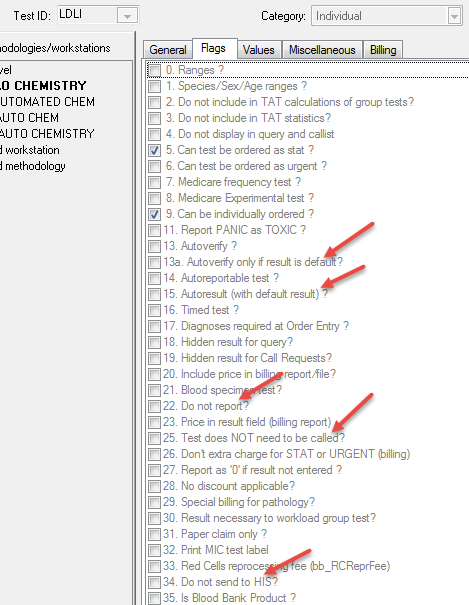 Test ID: LDLI Category: Individual
nodologies/workstations
vel
O CHEMISTRY
AUTOMATED CHEM
AUTO CHEM
AUTO CHEMISTRY
d workstation
d methodology
General Flags Values Miscellaneous Billing
0. Ranges ?
1. Species/Sex/Age ranges ?
2. Do not include in TAT calculations of group tests?
3. Do not include in TAT statistics?
4. Do not display in query and callist
5. Can test be ordered as stat ?
6. Can test be ordered as urgent ?
7. Medicare frequency test ?
8. Medicare Experimental test ?
9. Can be individually ordered ?
11. Report PANIC as TOXIC ?
13. Autoverify ?
13a. Autoverify only if result is default?
14. Autoreportable test ?
15. Autoresult (with default result) ?
16. Timed test ?
17. Diagnoses required at Order Entry ?
18. Hidden result for query?
19. Hidden result for Call Requests?
20. Include price in billing report/file?
21. Blood specimen test?
22. Do not report?
23. Price in result field (billing report)
25. Test does NOT need to be called?
26. Don't extra charge for STAT or URGENT (billing)
27. Report as '0' if result not entered ?
28. No discount applicable?
29. Special billing for pathology?
30. Result necessary to workload group test?
31. Paper claim only ?
32. Print MIC test label
33. Red Cells reprocessing fee (bb_RCReprFee)
34. Do not send to HIS?
35. Is Blood Bank Product ?